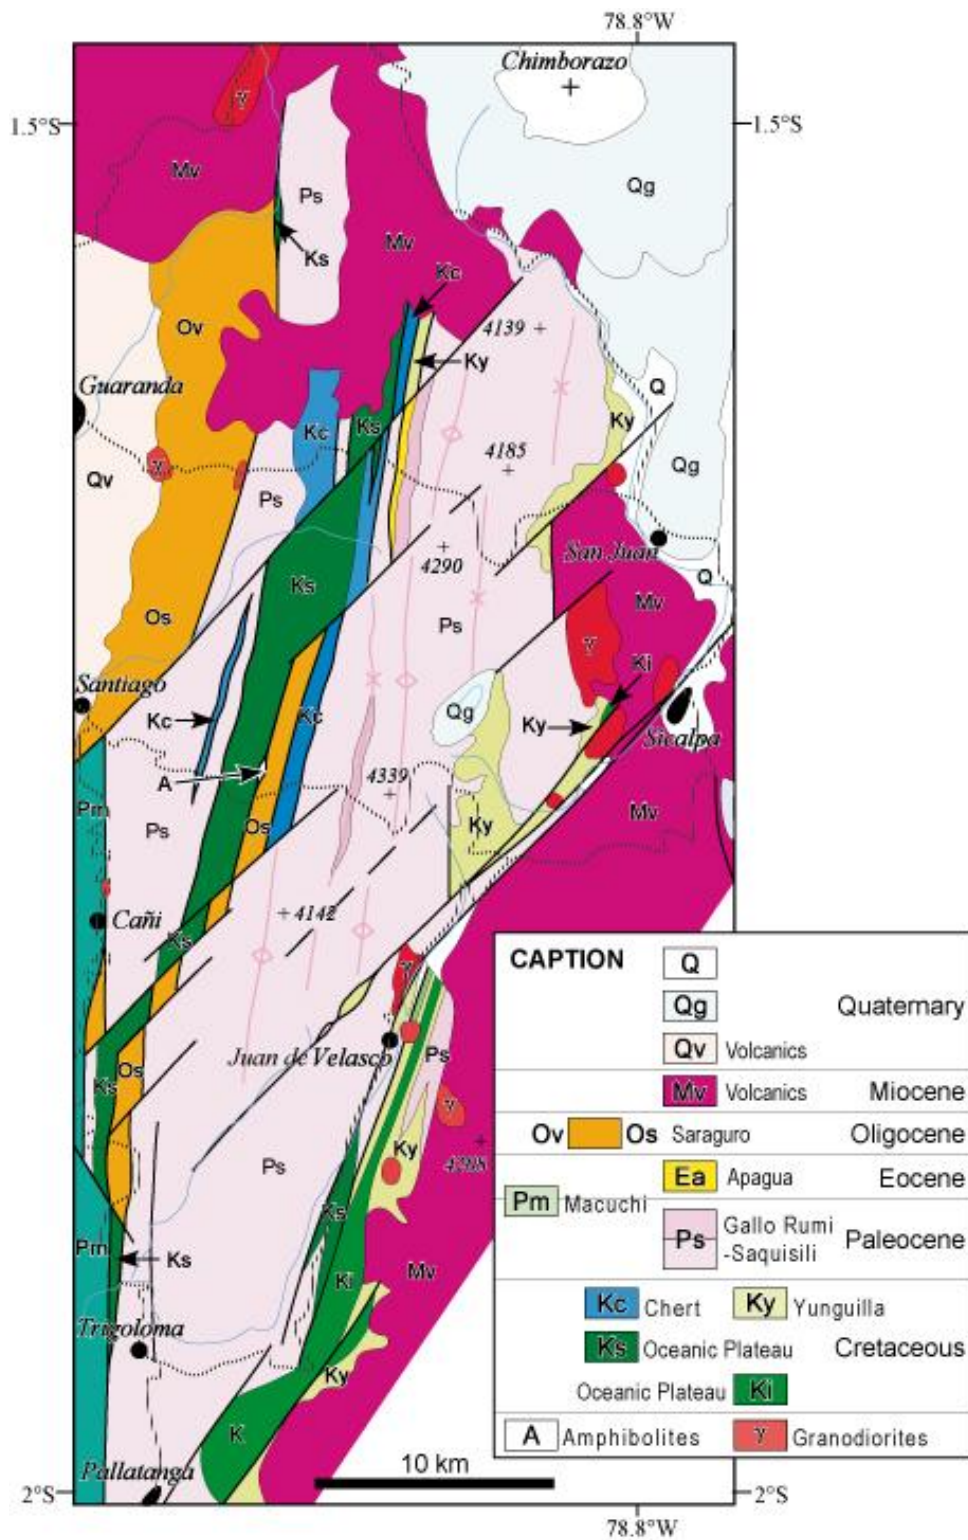 78.8°W
Chimborazo
1.5°S
1.5°S
γ
Mv
Ps
Qg
Ks
Mv
Kc
Ov
4139
Ky
Guaranda
Q
Kc
Ks
Ky
γ
4185
Qg
Qv
Ps
San Juan
4290
Q
Ks
Mv
Os
Ps
γ
Ki
Santiago
Kc
Qg
Ky
Kc
Sicalpa
A
4339
Pm
Ps
Os
Ky
Mv
Cañi
4142
Ks
γ
Juan de Velasco
Ps
Ks
Os
γ
Ky
Ps
4208
Ks
Pm
Ks
Ki
Mv
Trigoloma
Ky
K
Pallatanga
10 km
2°S
2°S
78.8°W
CAPTION
Q
Qg Quaternary
Qv Volcanics
Mv Volcanics Miocene
Ov Os Saraguro Oligocene
Ea Apagua Eocene
Pm Macuchi
Ps Gallo Rumi
-Saquisili Paleocene
Kc Chert Ky Yunguilla
Ks Oceanic Plateau Cretaceous
Oceanic Plateau Ki
A Amphibolites γ Granodiorites